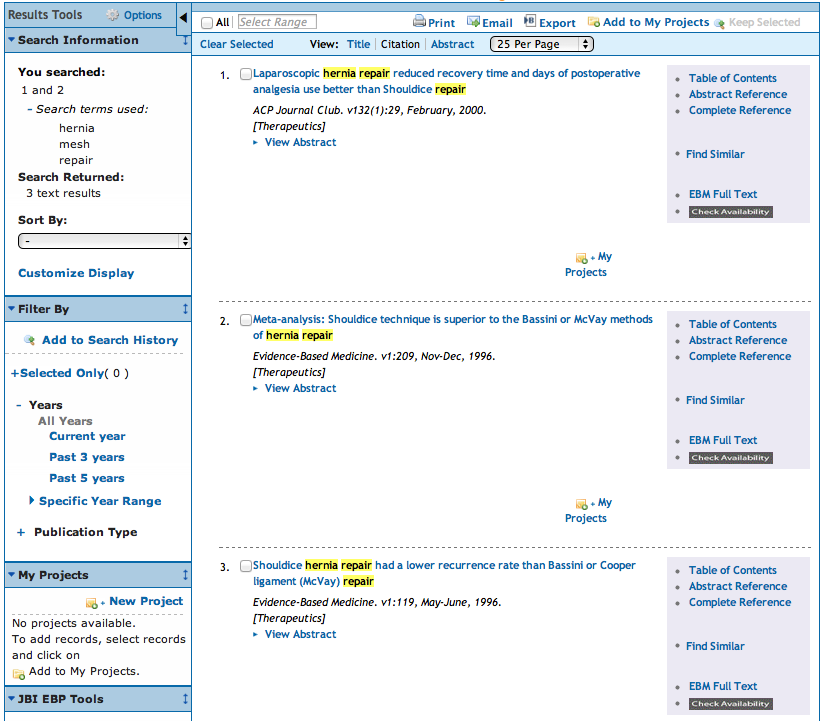 Results Tools Options
Search Information
You searched:
1 and 2
- Search terms used:
hernia
mesh
repair
Search Returned:
3 text results
Sort By:
-
Customize Display
Filter By
Add to Search History
+Selected Only( 0 )
- Years
All Years
Current year
Past 3 years
Past 5 years
Specific Year Range
+ Publication Type
My Projects
+ New Project
No projects available.
To add records, select records
and click on
Add to My Projects.
JBI EBP Tools
All Select Range Print Email Export Add to My Projects Keep Selected
Clear Selected View: Title | Citation | Abstract 25 Per Page
1. Laparoscopic hernia repair reduced recovery time and days of postoperative
analgesia use better than Shouldice repair
ACP Journal Club. v132(1):29, February, 2000.
[Therapeutics]
View Abstract
Table of Contents
Abstract Reference
Complete Reference
Find Similar
EBM Full Text
Check Availability
+ My
Projects
2. Meta-analysis: Shouldice technique is superior to the Bassini or McVay methods
of hernia repair
Evidence-Based Medicine. v1:209, Nov-Dec, 1996.
[Therapeutics]
View Abstract
Table of Contents
Abstract Reference
Complete Reference
Find Similar
EBM Full Text
Check Availability
+ My
Projects
3. Shouldice hernia repair had a lower recurrence rate than Bassini or Cooper
ligament (McVay) repair
Evidence-Based Medicine. v1:119, May-June, 1996.
[Therapeutics]
View Abstract
Table of Contents
Abstract Reference
Complete Reference
Find Similar
EBM Full Text
Check Availability